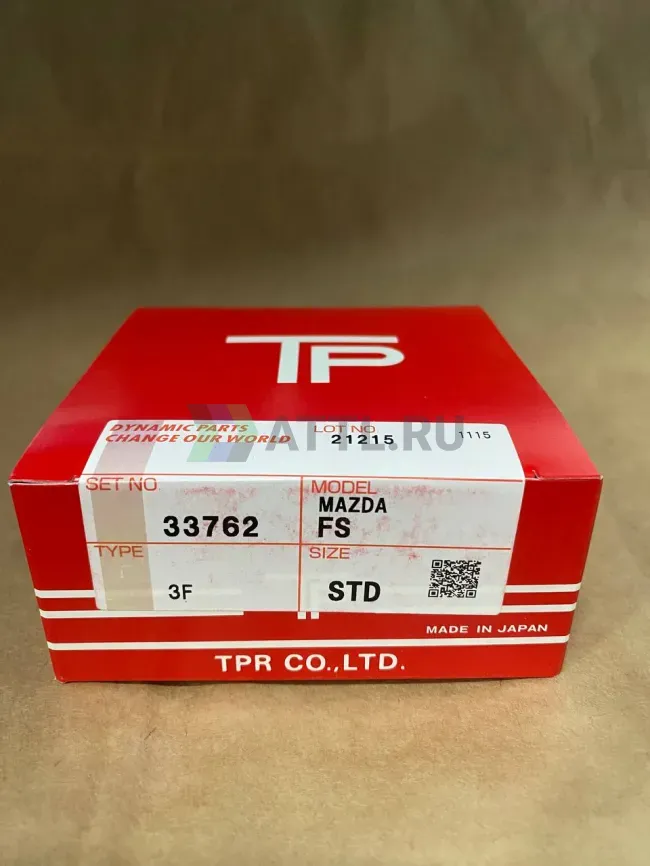 TP
ATTL.RU
DYNAMIC PARTS
CHANGE OUR WORLD
LOT NO
21215
1115
SET NO.
33762
MODEL
MAZDA
FS
TYPE
3F
SIZE
STD
MADE IN JAPAN
TPR CO.,LTD.